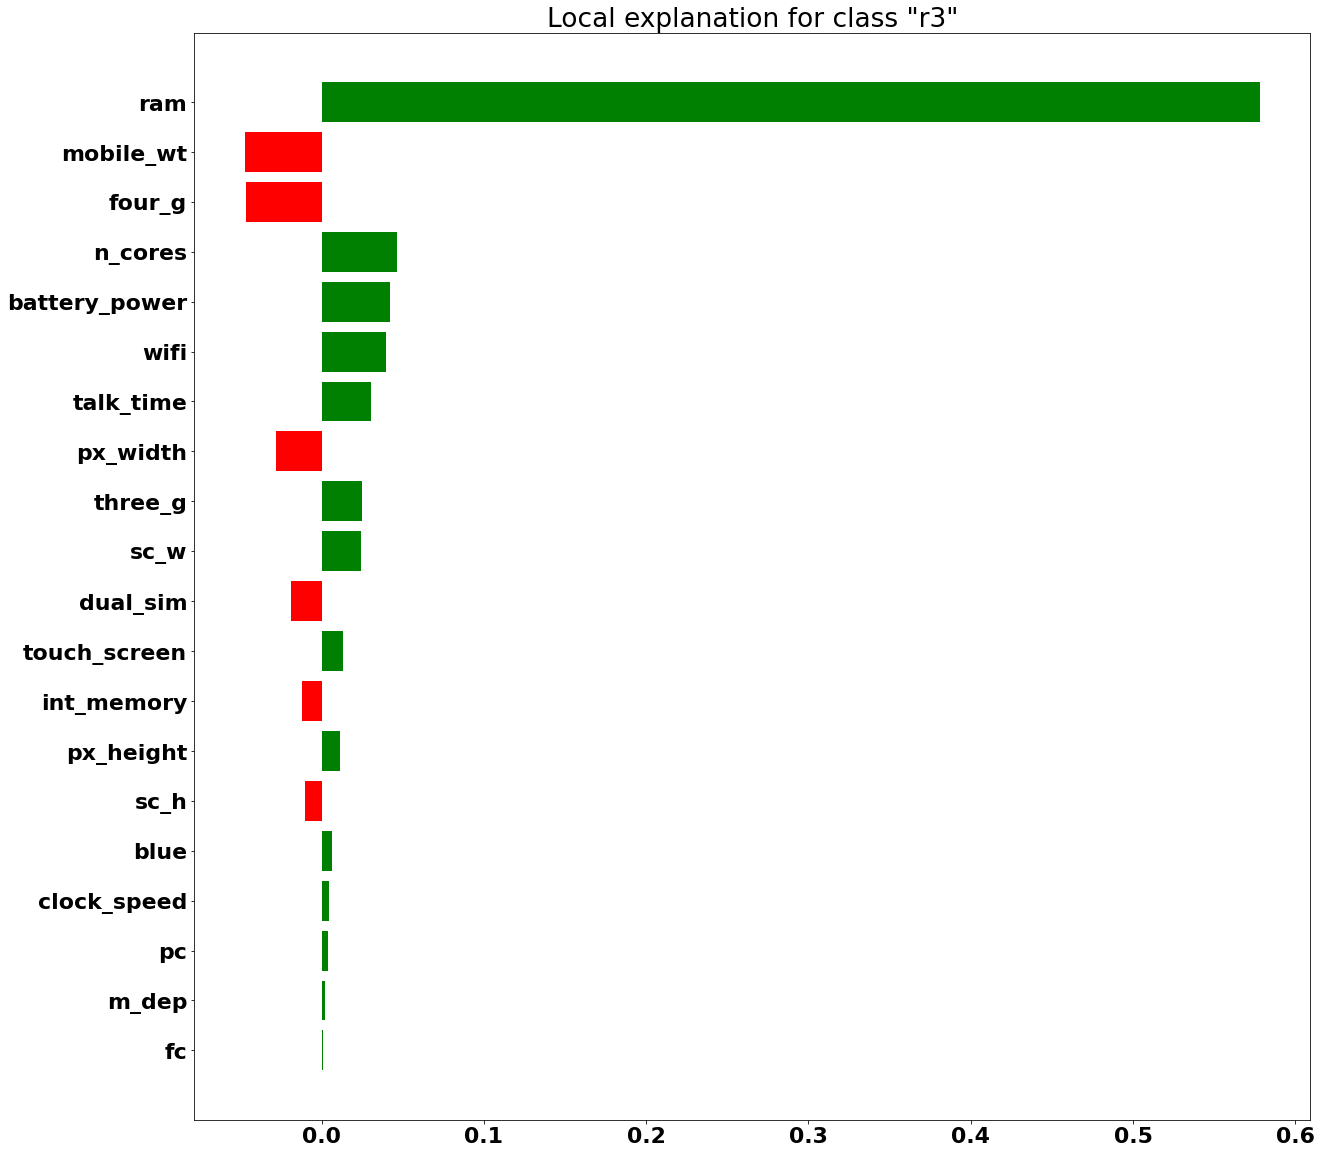 Local explanation for class "r3"
ram
mobile_wt
four_g
n_cores
battery_power
wifi
talk_time
px_width
three_g
sc_w
dual_sim
touch_screen
int_memory
px_height
sc_h
blue
clock_speed
pc
m_dep
fc
0.0 0.1 0.2 0.3 0.4 0.5 0.6